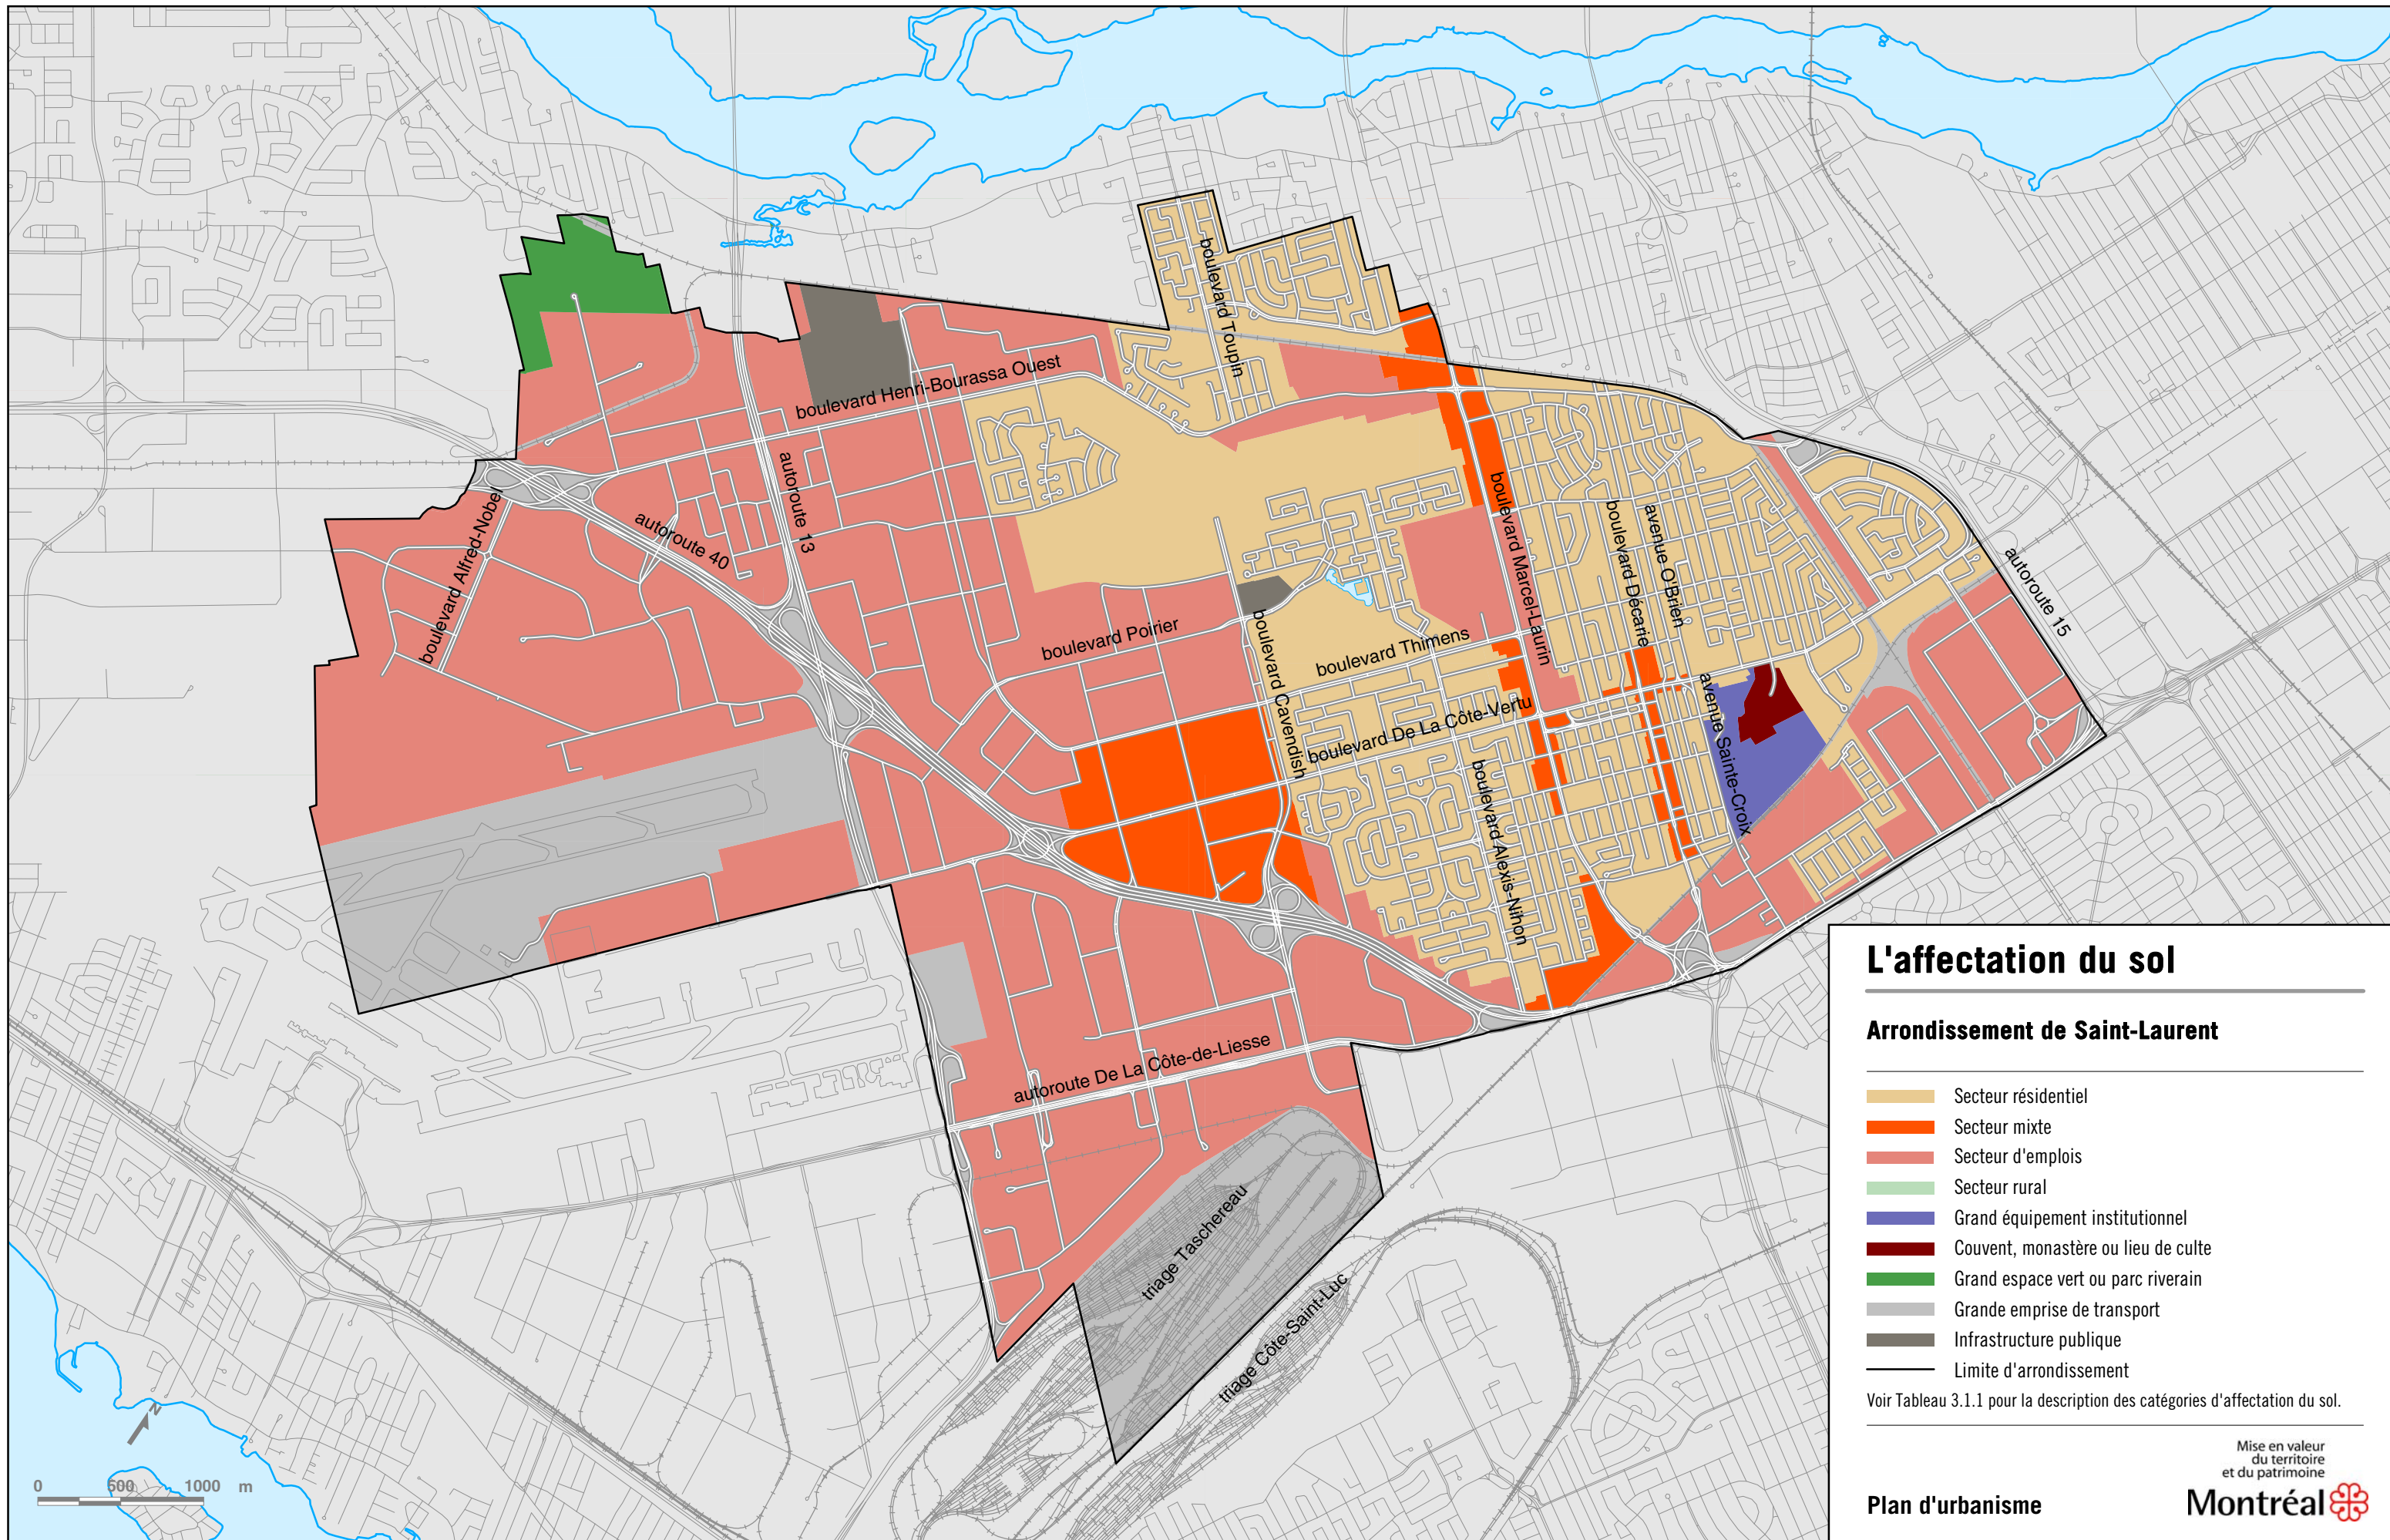 boulevard Toupin
boulevard Henri-Bourassa Ouest
autoroute 13
autoroute 40
boulevard Alfred-Nobel
boulevard Marcel-Laurin
boulevard Décarie
avenue O'Brien
autoroute 15
boulevard Poirier
boulevard Cavendish
boulevard Thimens
boulevard De La Côte-Vertu
avenue Sainte-Croix
boulevard Alexis-Nihon
autoroute De La Côte-de-Liesse
triage Taschereau
triage Côte-Saint-Luc
N
0 500 1000 m
L'affectation du sol
Arrondissement de Saint-Laurent
Secteur résidentiel
Secteur mixte
Secteur d'emplois
Secteur rural
Grand équipement institutionnel
Couvent, monastère ou lieu de culte
Grand espace vert ou parc riverain
Grande emprise de transport
Infrastructure publique
Limite d'arrondissement
Voir Tableau 3.1.1 pour la description des catégories d'affectation du sol.
Mise en valeur
du territoire
et du patrimoine
Plan d'urbanisme
Montréal